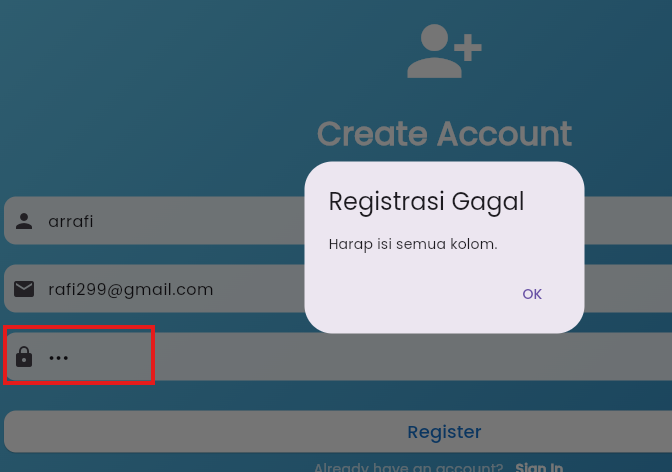 Create Account
Registrasi Gagal
arrafi
Harap isi semua kolom.
rafi299@gmail.com
OK
•••
Register
Already have an account? Sign In